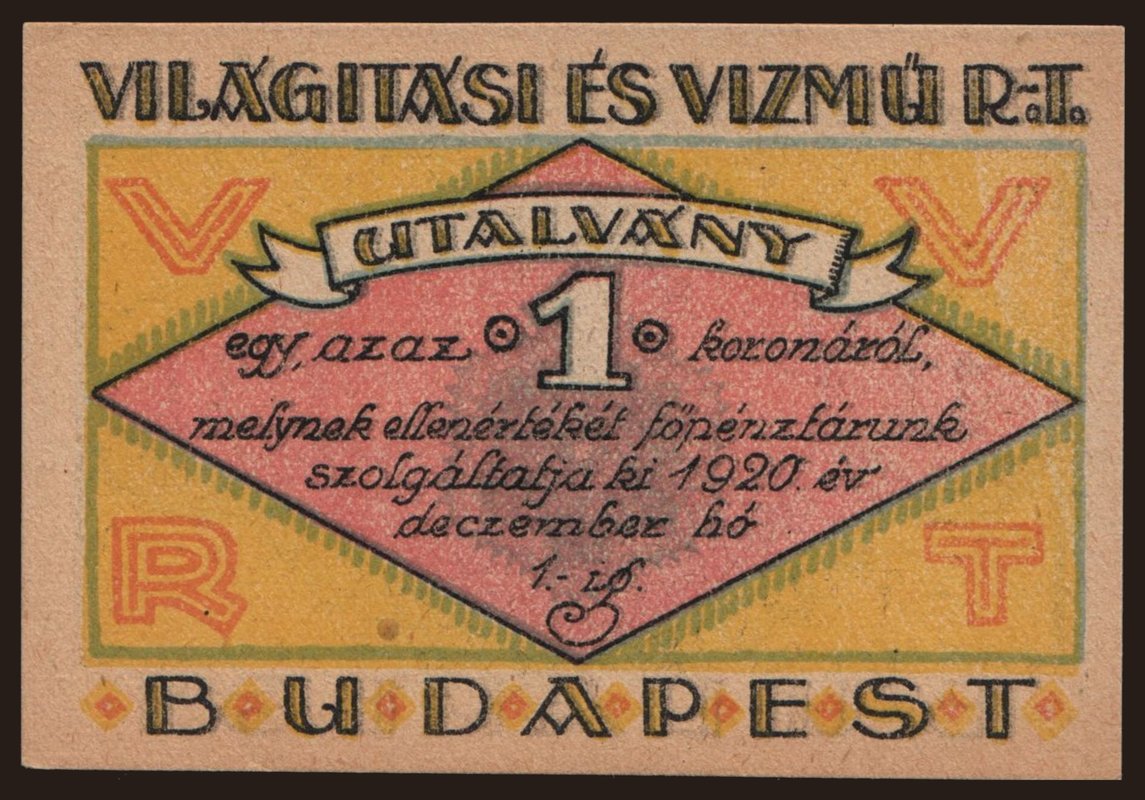 VILÁGITÁSI ÉS VIZMŰ R.-T.
V V
UTALVÁNY
egy, azaz 1 koronáról,
melynek ellenértékét főpénztárunk
szolgáltatja ki 1920. év
deczember hó
1.-ig.
R T
BUDAPEST